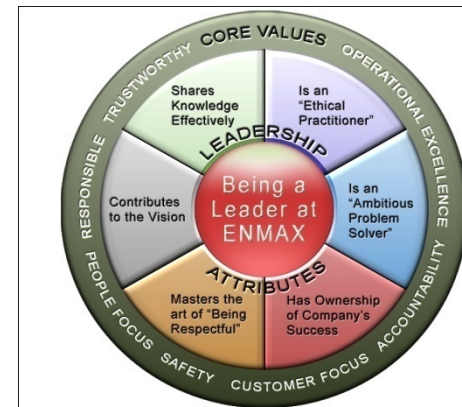 CORE VALUES
OPERATIONAL EXCELLENCE
ACCOUNTABILITY
CUSTOMER FOCUS
SAFETY
PEOPLE FOCUS
RESPONSIBLE
TRUSTWORTHY
Shares
Knowledge
Effectively
Is an
“Ethical
Practitioner”
LEADERSHIP
Contributes
to the Vision
Being a
Leader at
ENMAX
Is an
“Ambitious
Problem
Solver”
ATTRIBUTES
Masters the
art of “Being
Respectful”
Has Ownership
of Company’s
Success